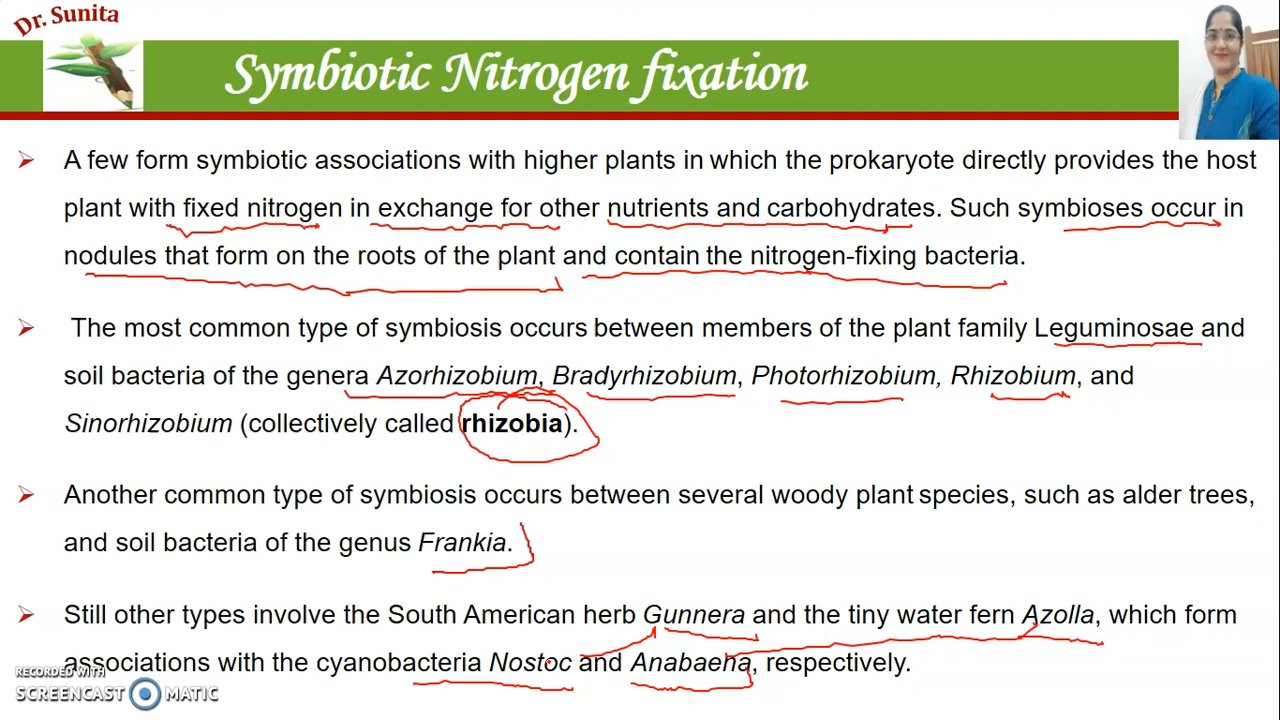 Dr. Sunita
Symbiotic Nitrogen fixation
A few form symbiotic associations with higher plants in which the prokaryote directly provides the host
plant with fixed nitrogen in exchange for other nutrients and carbohydrates. Such symbioses occur in
nodules that form on the roots of the plant and contain the nitrogen-fixing bacteria.
The most common type of symbiosis occurs between members of the plant family Leguminosae and
soil bacteria of the genera Azorhizobium, Bradyrhizobium, Photorhizobium, Rhizobium, and
Sinorhizobium (collectively called rhizobia).
Another common type of symbiosis occurs between several woody plant species, such as alder trees,
and soil bacteria of the genus Frankia.
Still other types involve the South American herb Gunnera and the tiny water fern Azolla, which form
associations with the cyanobacteria Nostoc and Anabaena, respectively.
RECORDED WITH
SCREENCAST MATIC